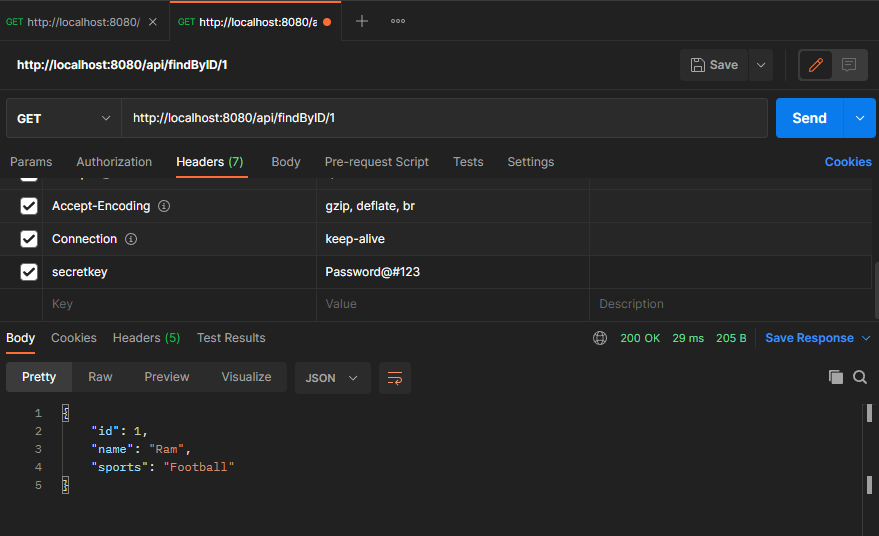 GET http://localhost:8080/ GET http://localhost:8080/a
http://localhost:8080/api/findByID/1 Save
GET http://localhost:8080/api/findByID/1 Send
Params Authorization Headers (7) Body Pre-request Script Tests Settings Cookies
Accept-Encoding gzip, deflate, br
Connection keep-alive
secretkey Password@#123
Key Value Description
Body Cookies Headers (5) Test Results 200 OK 29 ms 205 B Save Response
Pretty Raw Preview Visualize JSON
1 {
2 "id": 1,
3 "name": "Ram",
4 "sports": "Football"
5 }